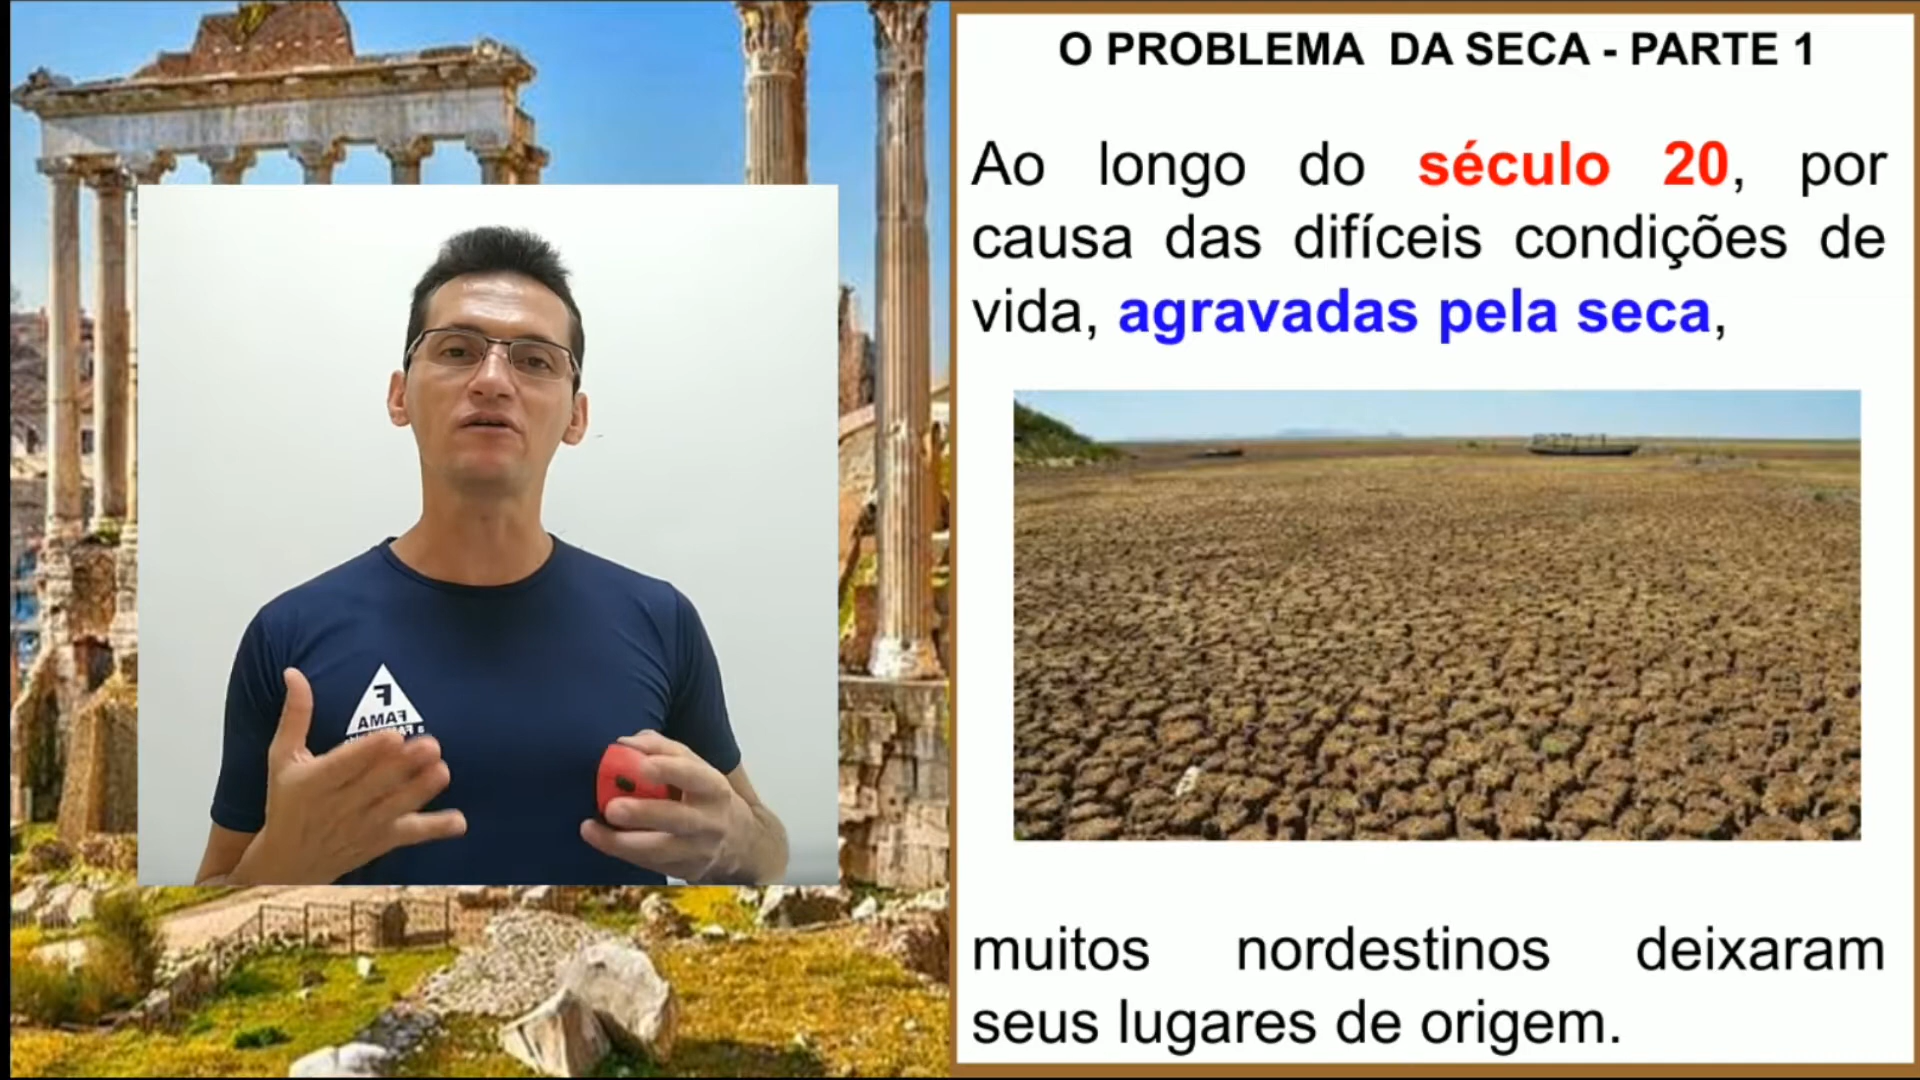 O PROBLEMA DA SECA - PARTE 1
Ao longo do século 20, por
causa das difíceis condições de
vida, agravadas pela seca,
F
FAMA
muitos nordestinos deixaram
seus lugares de origem.